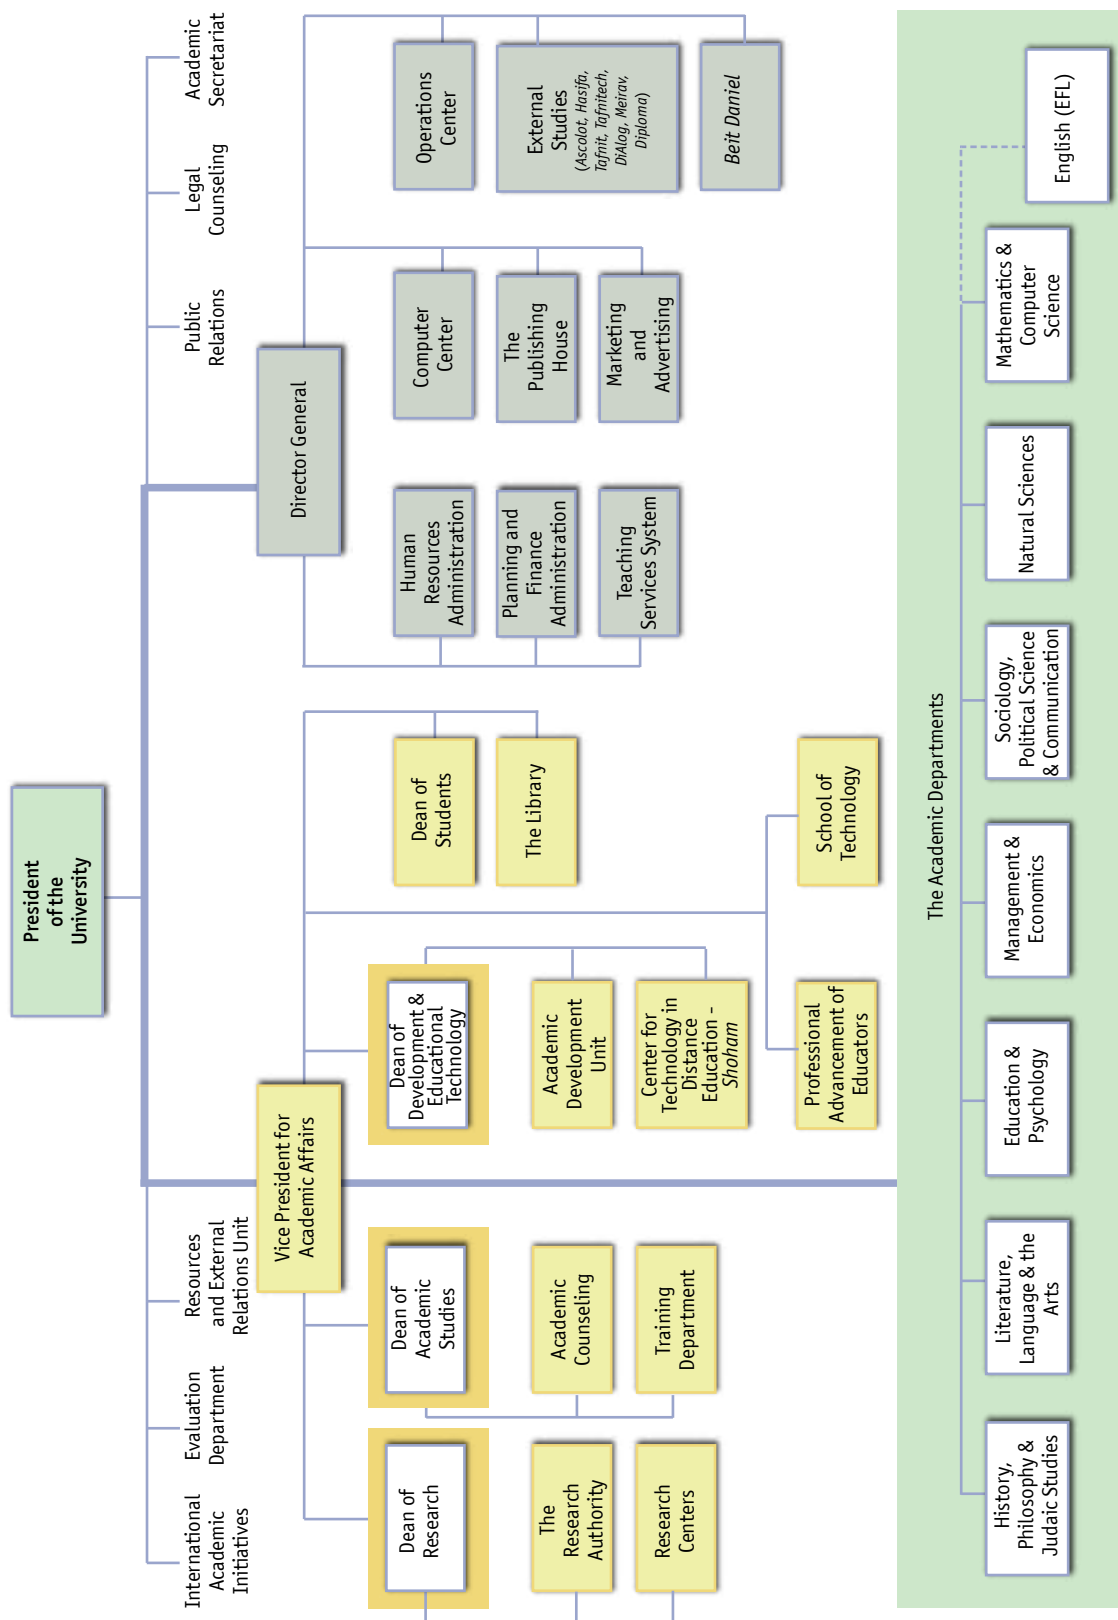 President
of the
University
International
Academic
Initiatives
Evaluation
Department
Resources
and External
Relations Unit
Public
Relations
Legal
Counseling
Academic
Secretariat
Vice President for
Academic Affairs
Director General
Dean of
Research
The
Research
Authority
Research
Centers
Dean of
Academic
Studies
Academic
Counseling
Training
Department
Dean of
Development &
Educational
Technology
Academic
Development
Unit
Center for
Technology in
Distance
Education –
Shoham
Professional
Advancement of
Educators
School of
Technology
Dean of
Students
The Library
Human
Resources
Administration
Planning and
Finance
Administration
Teaching
Services System
Computer
Center
The
Publishing
House
Marketing
and
Advertising
Operations
Center
External
Studies
(Ascolot, Hasifa,
Tafnit, Tafnitech,
DiAlog, Meirav,
Diploma)
Beit Daniel
The Academic Departments
History,
Philosophy &
Judaic Studies
Literature,
Language & the
Arts
Education &
Psychology
Management &
Economics
Sociology,
Political Science
& Communication
Natural Sciences
Mathematics &
Computer
Science
English (EFL)